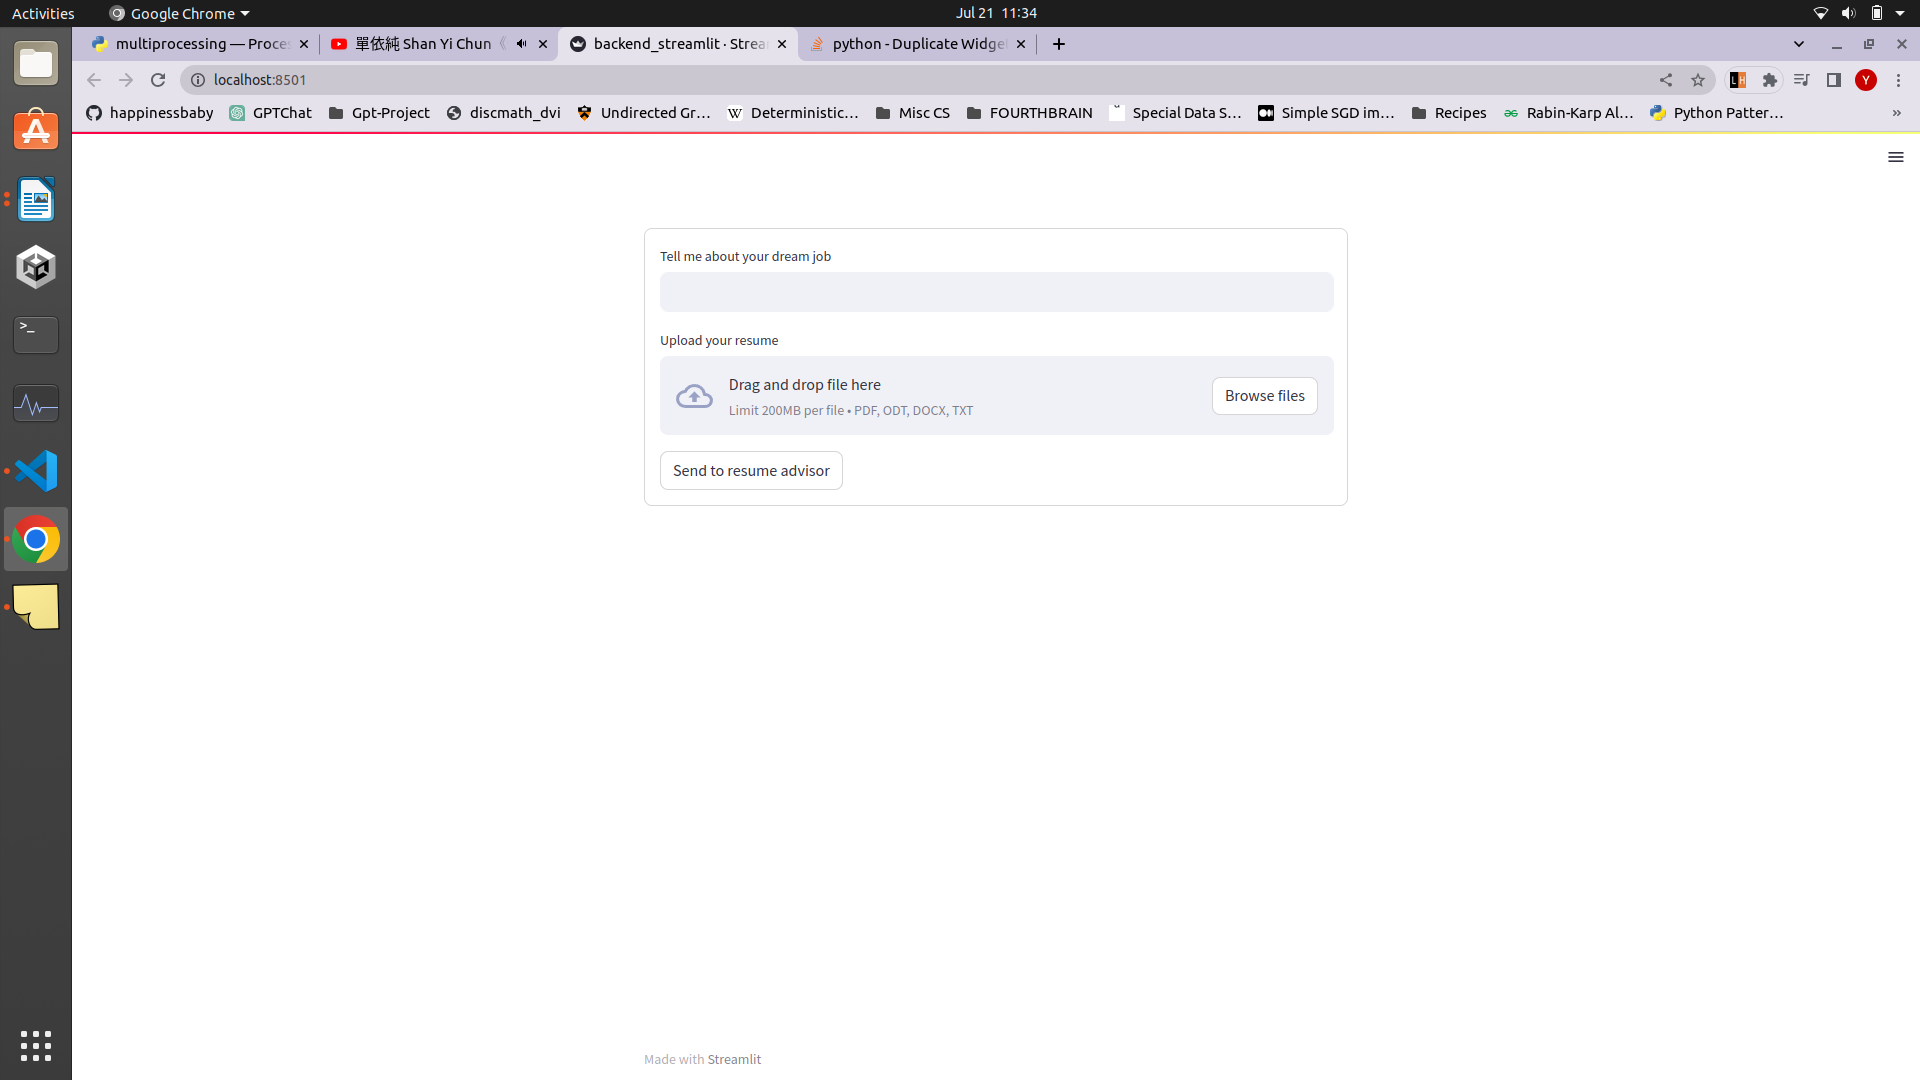 Activities Google Chrome Jul 21 11:34
multiprocessing — Proces 單依純 Shan Yi Chun 《 backend_streamlit · Strea python - Duplicate Widge
localhost:8501 L H Y
happinessbaby GPTChat Gpt-Project discmath_dvi Undirected Gr... W Deterministic... Misc CS FOURTHBRAIN Special Data S... Simple SGD im... Recipes Rabin-Karp Al... Python Patter... »
Tell me about your dream job
Upload your resume
Drag and drop file here
Limit 200MB per file • PDF, ODT, DOCX, TXT
Browse files
Send to resume advisor
Made with Streamlit